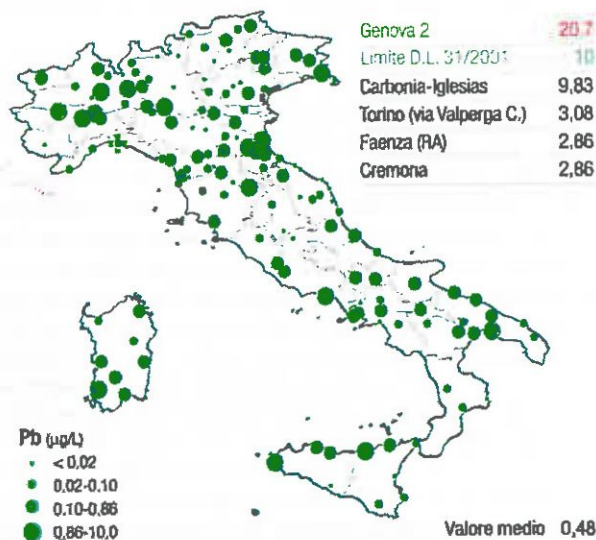 Genova 2 20,7
Limite D.L. 31/2001 10
Carbonia-Iglesias 9,83
Torino (via Valperga C.) 3,08
Faenza (RA) 2,86
Cremona 2,86
Pb (µg/L)
< 0,02
0,02-0,10
0,10-0,86
0,86-10,0
Valore medio 0,48